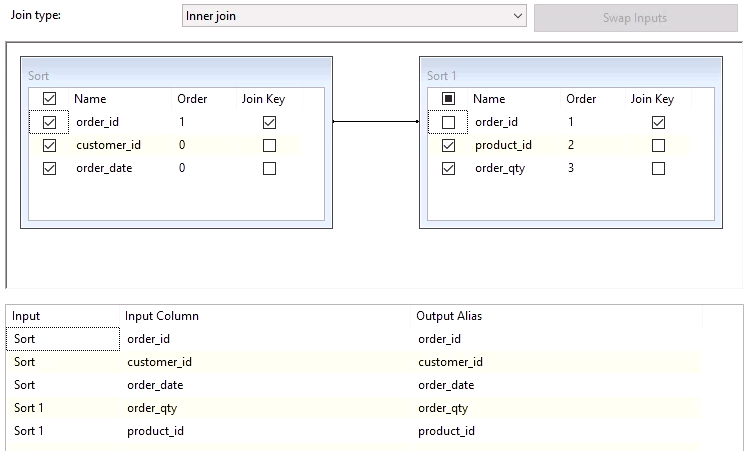 Join type: Inner join Swap Inputs
Sort
Name Order Join Key
order_id 1
customer_id 0
order_date 0
Sort 1
Name Order Join Key
order_id 1
product_id 2
order_qty 3
Input Input Column Output Alias
Sort order_id order_id
Sort customer_id customer_id
Sort order_date order_date
Sort 1 order_qty order_qty
Sort 1 product_id product_id